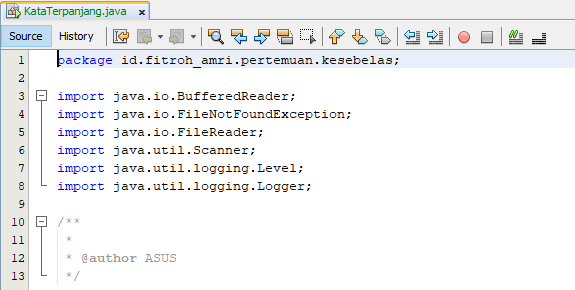 KataTerpanjang.java
Source History
1 package id.fitroh_amri.pertemuan.kesebelas;
2
3 import java.io.BufferedReader;
4 import java.io.FileNotFoundException;
5 import java.io.FileReader;
6 import java.util.Scanner;
7 import java.util.logging.Level;
8 import java.util.logging.Logger;
9
10 /**
11 *
12 * @author ASUS
13 */